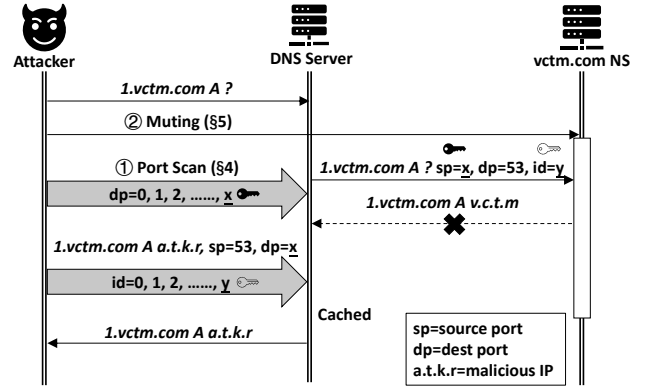 Attacker
DNS Server
vctm.com NS
1.vctm.com A ?
② Muting (§5)
① Port Scan (§4)
dp=0, 1, 2, ……, x
1.vctm.com A ? sp=x, dp=53, id=y
1.vctm.com A v.c.t.m
1.vctm.com A a.t.k.r, sp=53, dp=x
id=0, 1, 2, ……, y
Cached
1.vctm.com A a.t.k.r
sp=source port
dp=dest port
a.t.k.r=malicious IP